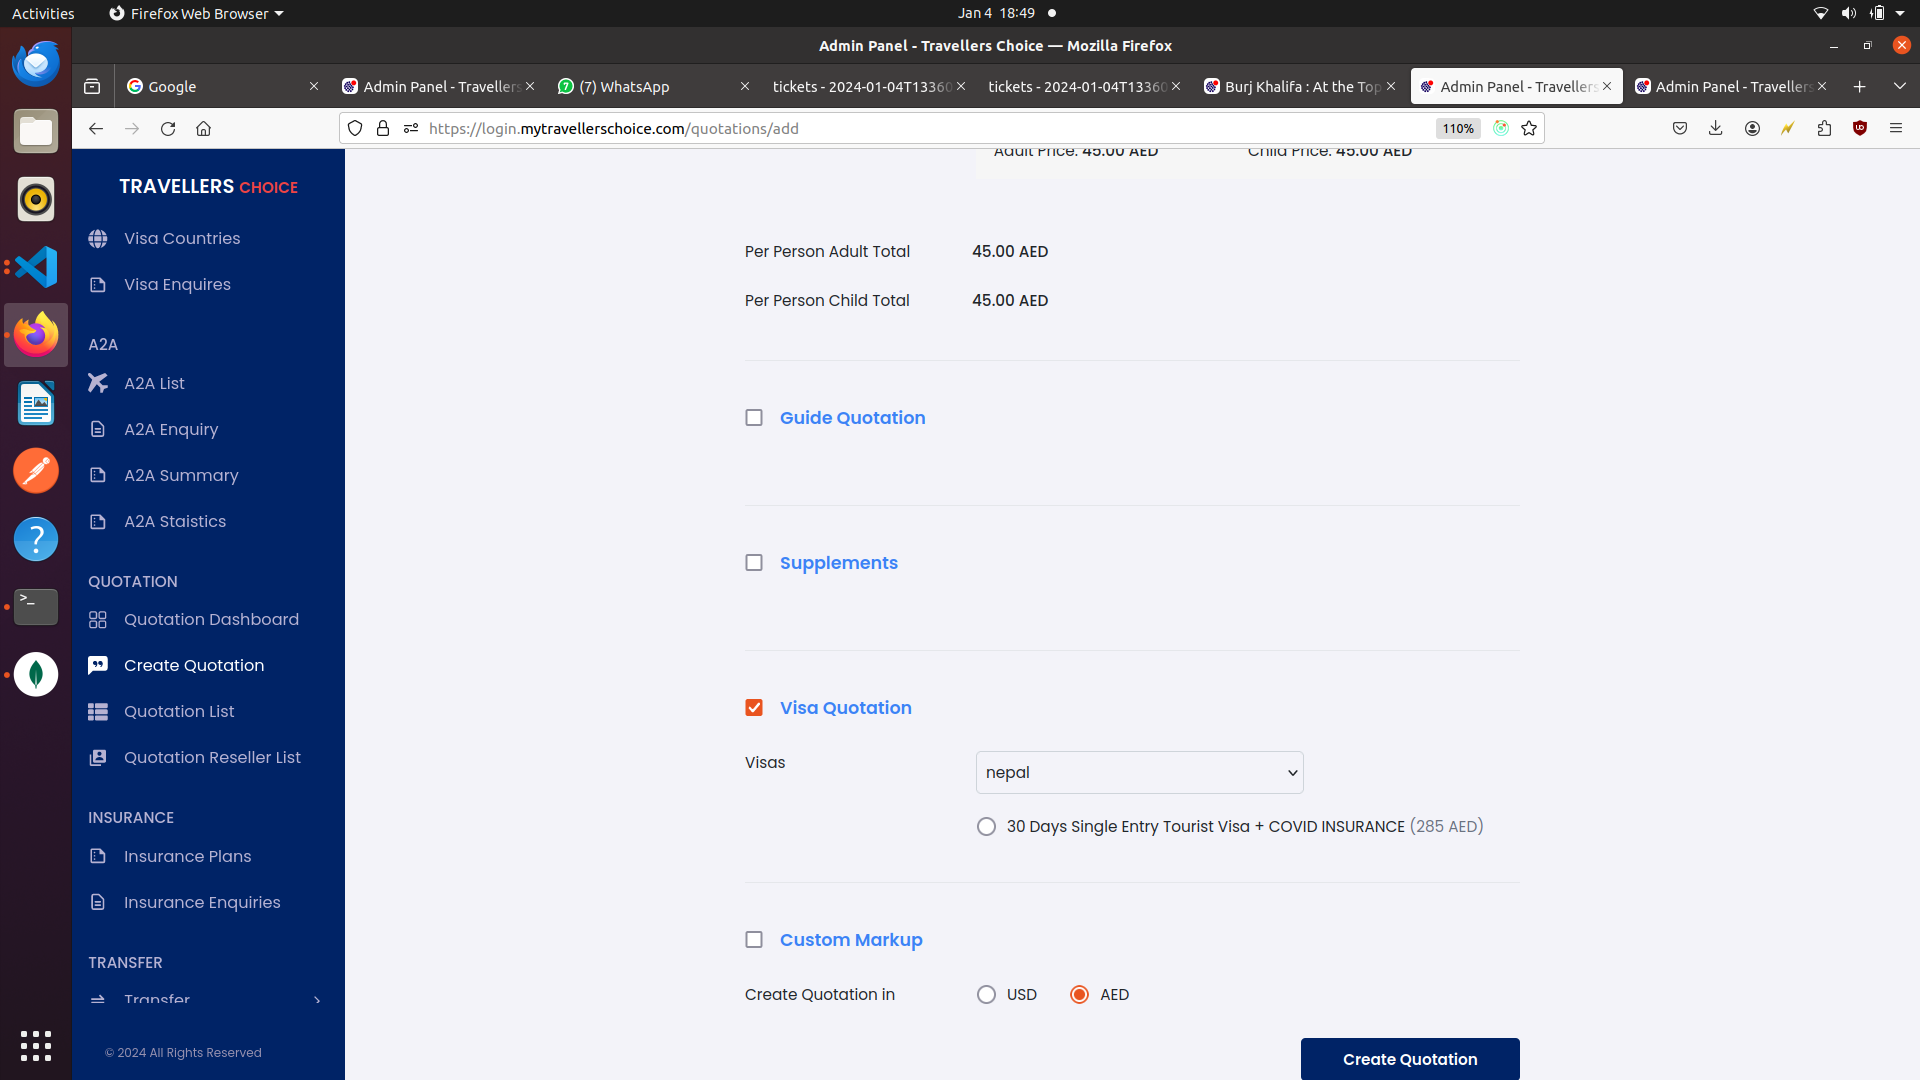 Activities
Firefox Web Browser
Jan 4 18:49
Admin Panel - Travellers Choice — Mozilla Firefox
Google
Admin Panel - Travellers
(7) WhatsApp
tickets - 2024-01-04T13360
tickets - 2024-01-04T13360
Burj Khalifa : At the Top
Admin Panel - Travellers
Admin Panel - Travellers
https://login.mytravellerschoice.com/quotations/add
110%
TRAVELLERS CHOICE
Visa Countries
Visa Enquires
A2A
A2A List
A2A Enquiry
A2A Summary
A2A Staistics
QUOTATION
Quotation Dashboard
Create Quotation
Quotation List
Quotation Reseller List
INSURANCE
Insurance Plans
Insurance Enquiries
TRANSFER
Transfer
© 2024 All Rights Reserved
Adult Price: 45.00 AED
Child Price: 45.00 AED
Per Person Adult Total 45.00 AED
Per Person Child Total 45.00 AED
Guide Quotation
Supplements
Visa Quotation
Visas
nepal
30 Days Single Entry Tourist Visa + COVID INSURANCE (285 AED)
Custom Markup
Create Quotation in USD AED
Create Quotation